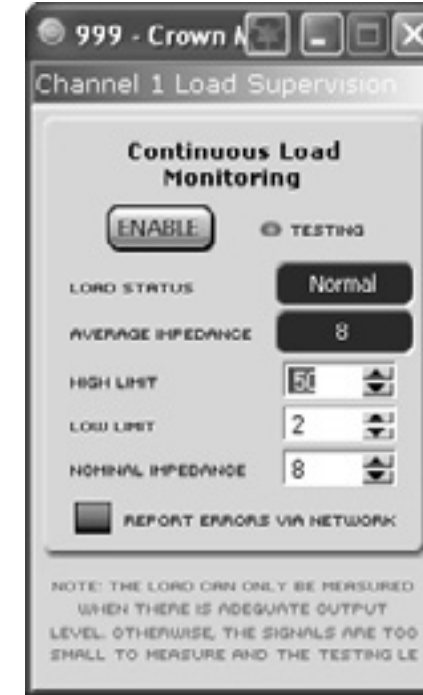 999 - Crown M
Channel 1 Load Supervision
Continuous Load
Monitoring
ENABLE TESTING
LOAD STATUS Normal
AVERAGE IMPEDANCE 8
HIGH LIMIT 50
LOW LIMIT 2
NOMINAL IMPEDANCE 8
REPORT ERRORS VIA NETWORK
NOTE: THE LOAD CAN ONLY BE MEASURED
WHEN THERE IS ADEQUATE OUTPUT
LEVEL. OTHERWISE, THE SIGNALS ARE TOO
SMALL TO MEASURE AND THE TESTING LE